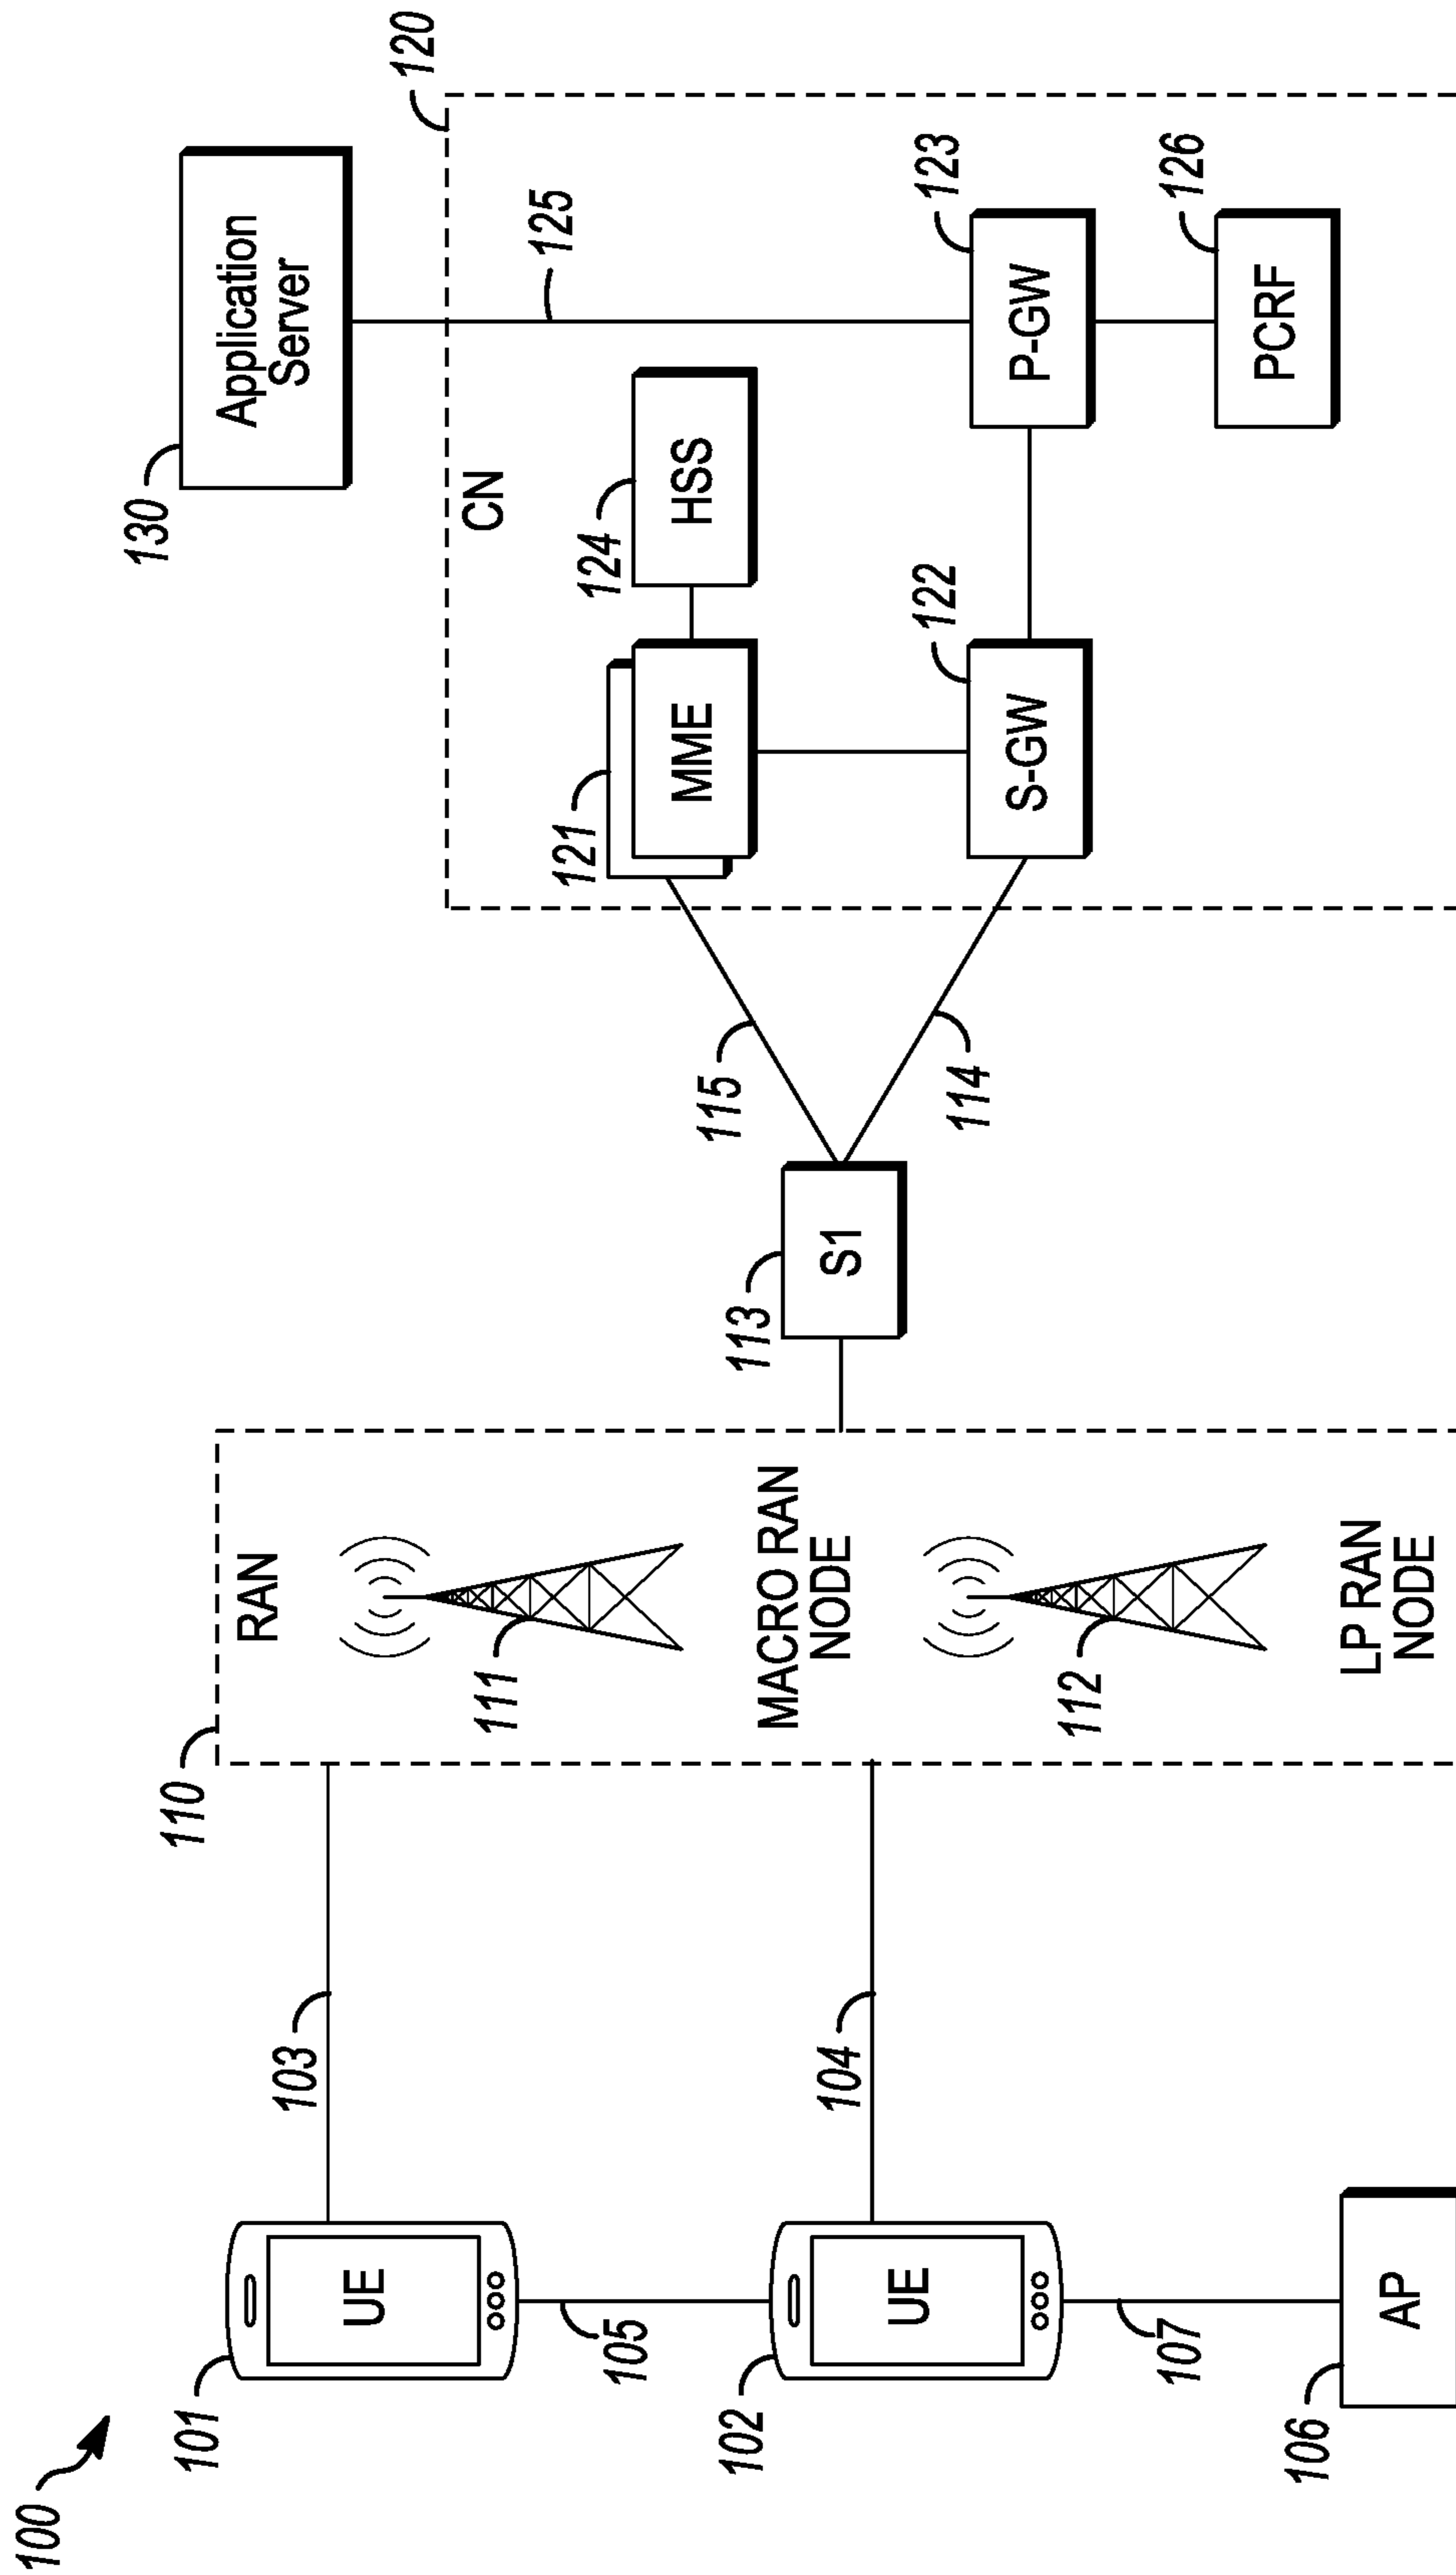 100
101
UE
103
105
102
UE
104
107
106
AP
110
RAN
111
MACRO RAN
NODE
112
LP RAN
NODE
113
S1
115
114
120
CN
121
MME
124
HSS
122
S-GW
123
P-GW
126
PCRF
125
130
Application
Server